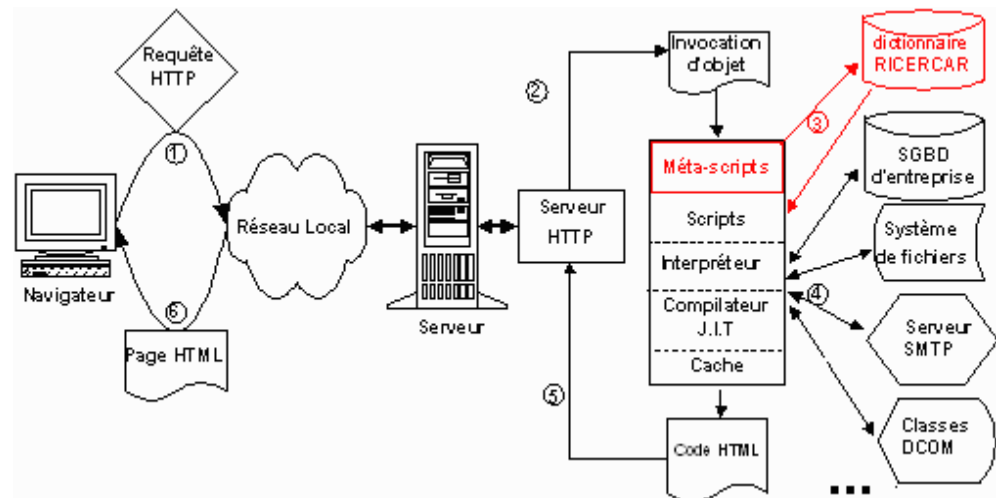 Requête
HTTP
①
Navigateur
⑥
Page HTML
Réseau Local
Serveur
Serveur
HTTP
②
Invocation
d'objet
③
dictionnaire
RICERCAR
Méta-scripts
Scripts
Interpréteur
Compilateur
J.I.T
Cache
SGBD
d'entreprise
Système
de fichiers
④
Serveur
SMTP
Classes
DCOM
⑤
Code HTML
...